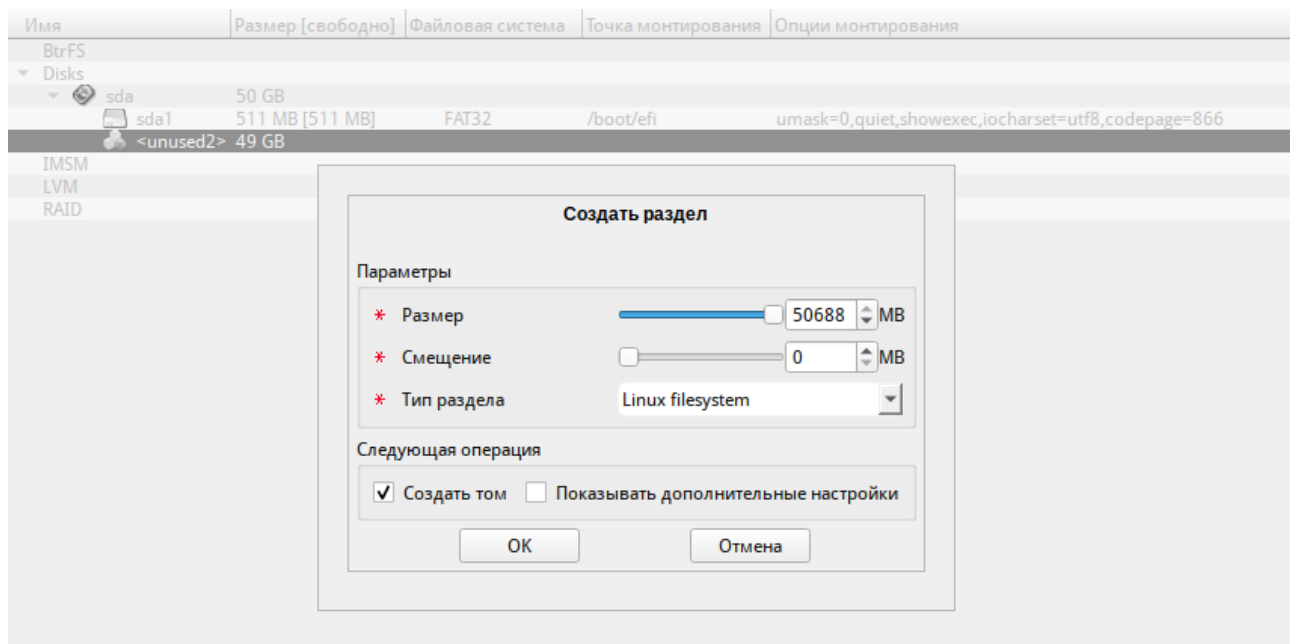 Имя Размер [свободно] Файловая система Точка монтирования Опции монтирования
BtrFS
Disks
sda 50 GB
sda1 511 MB [511 MB] FAT32 /boot/efi umask=0,quiet,showexec,iocharset=utf8,codepage=866
<unused2> 49 GB
IMSM
LVM
RAID
Создать раздел
Параметры
* Размер 50688 MB
* Смещение 0 MB
* Тип раздела Linux filesystem
Следующая операция
Создать том Показывать дополнительные настройки
OK Отмена